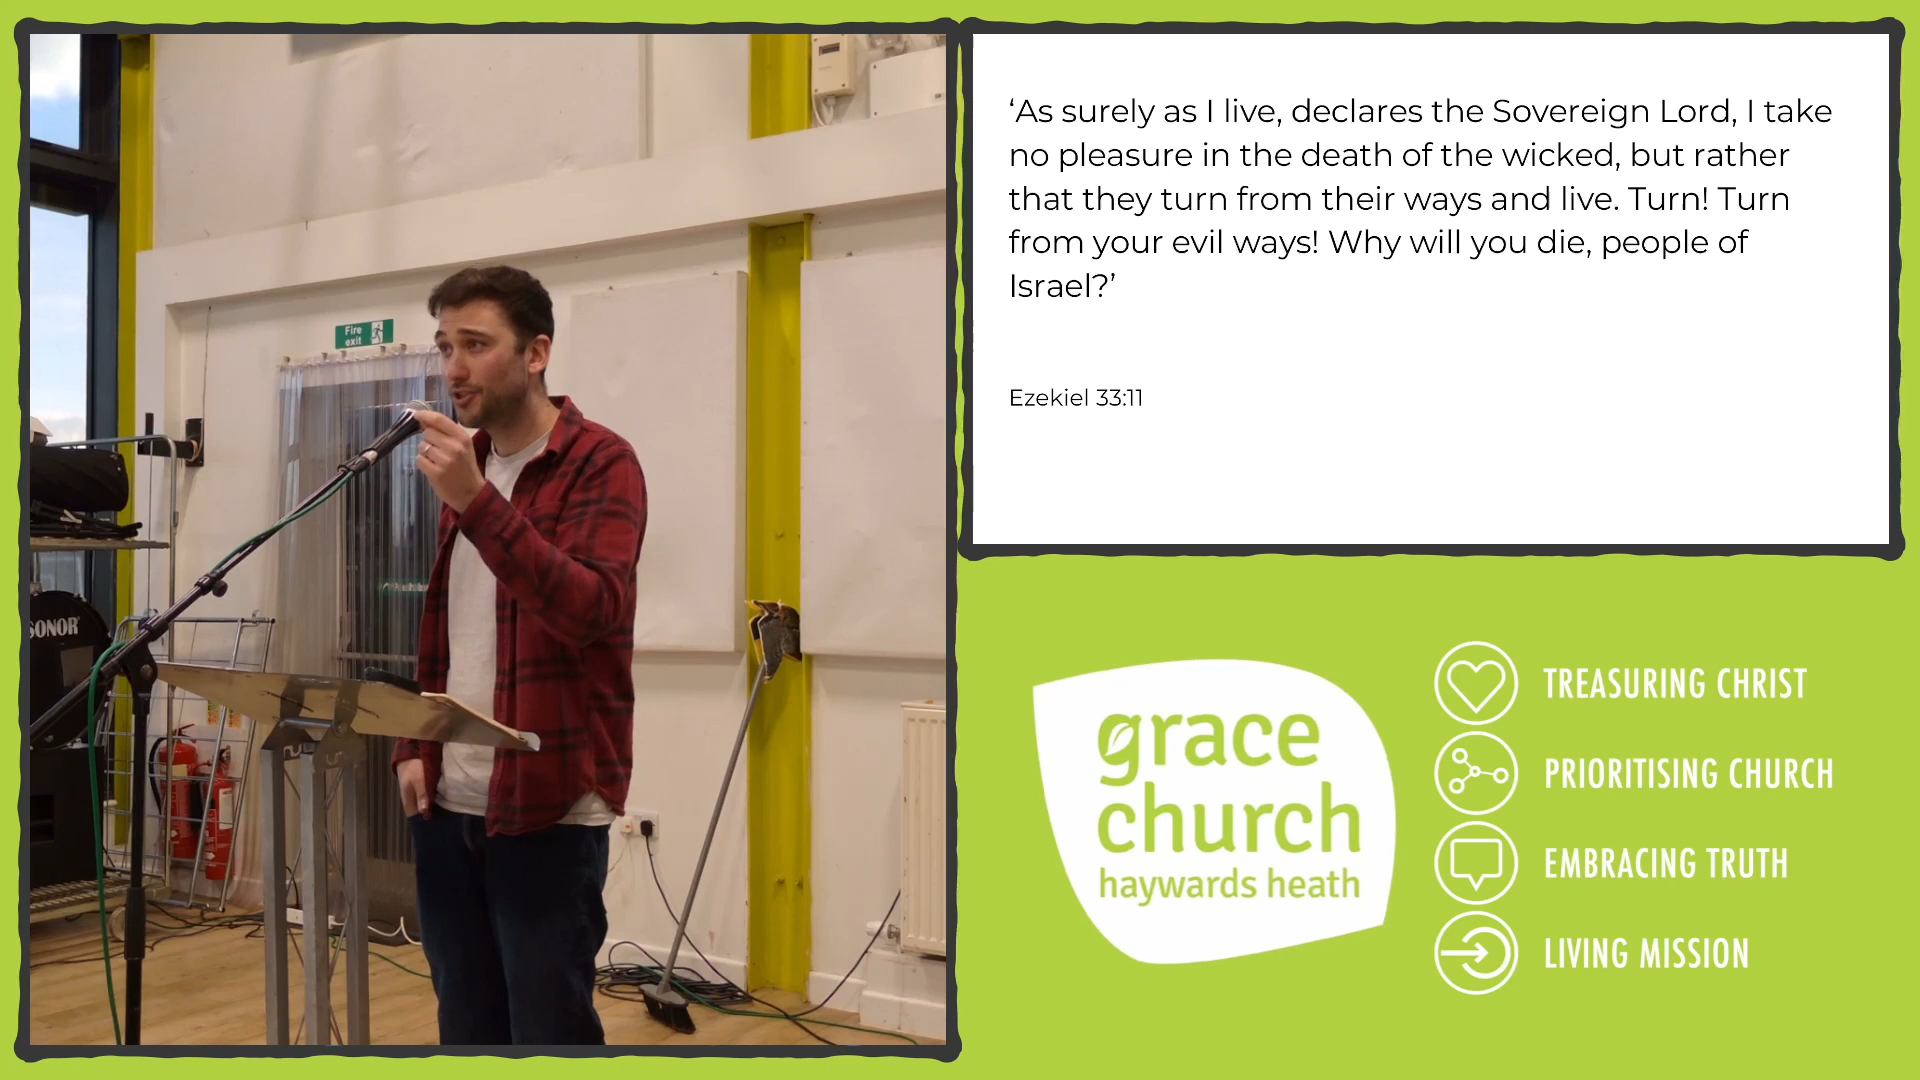 Fire
exit
SONOR
‘As surely as I live, declares the Sovereign Lord, I take
no pleasure in the death of the wicked, but rather
that they turn from their ways and live. Turn! Turn
from your evil ways! Why will you die, people of
Israel?’
Ezekiel 33:11
grace
church
haywards heath
TREASURING CHRIST
PRIORITISING CHURCH
EMBRACING TRUTH
LIVING MISSION